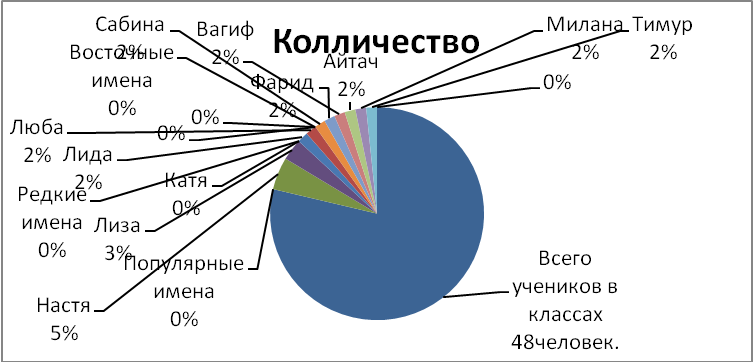 Колличество
Сабина
2%
Вагиф
2%
Айтач
2%
Милана
2%
Тимур
2%
0%
Восточные
имена
0%
Фарид
2%
0%
0%
Люба
2%
Лида
2%
Катя
0%
Редкие
имена
0%
Лиза
3%
Популярные
имена
0%
Настя
5%
Всего
учеников в
классах
48человек.